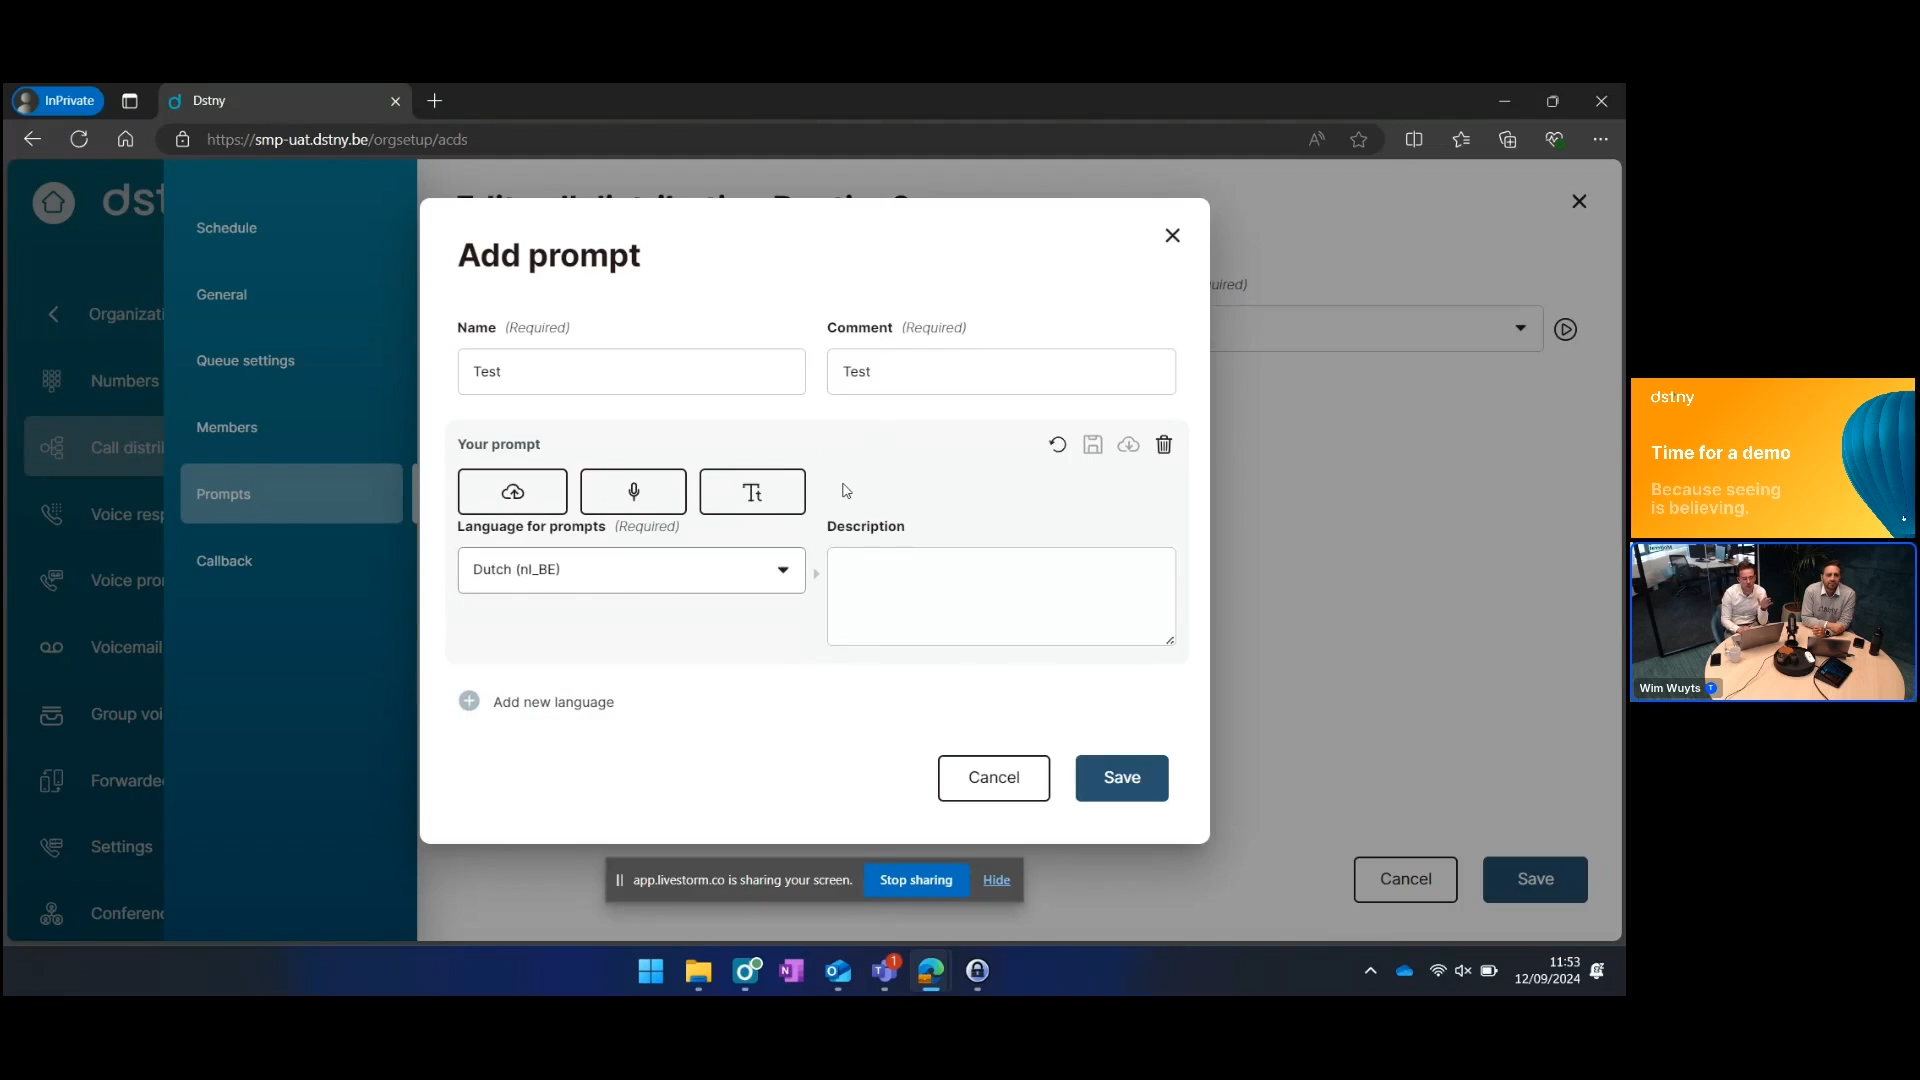 InPrivate
Dstny
https://smp-uat.dstny.be/orgsetup/acds
Schedule
General
Queue settings
Members
Prompts
Callback
Organizati
Numbers
Call distri
Voice resp
Voice pro
Voicemail
Group voi
Forwarde
Settings
Conferenc
Add prompt
Name (Required)
Comment (Required)
Test
Test
Your prompt
Language for prompts (Required)
Description
Dutch (nl_BE)
Add new language
Cancel
Save
app.livestorm.co is sharing your screen.
Stop sharing
Hide
Cancel
Save
1
11:53
12/09/2024
dstny
Time for a demo
Because seeing
is believing.
Wim Wuyts